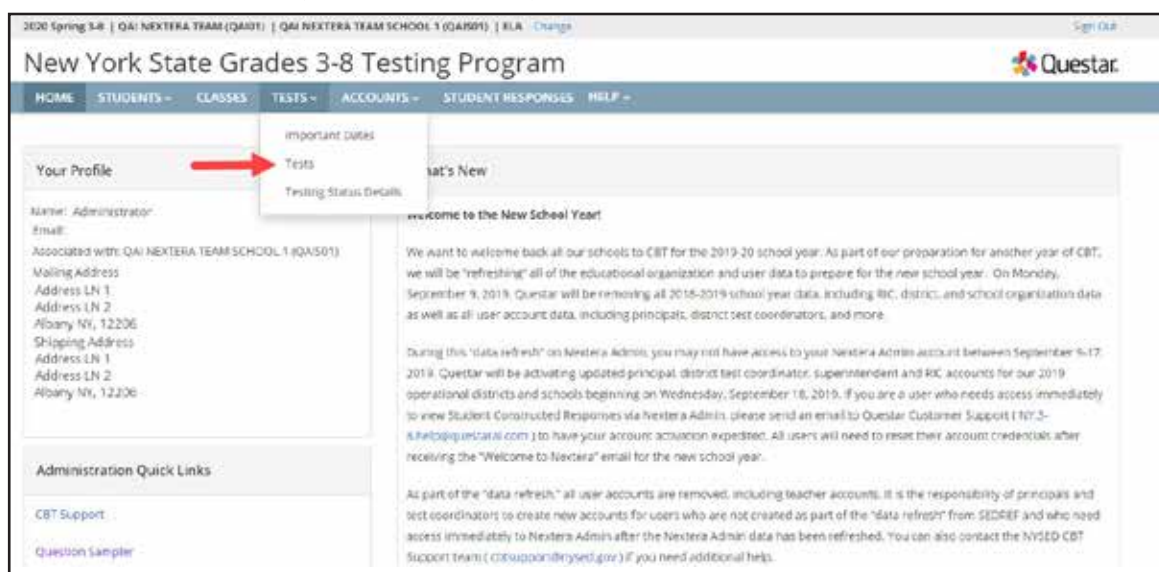 2020 Spring 3-8 | QAI NEXTERA TEAM (QAI01) | QAI NEXTERA TEAM SCHOOL 1 (QAIS01) | ELA Change
Sign Out
New York State Grades 3-8 Testing Program
Questar
HOME STUDENTS CLASSES TESTS ACCOUNTS STUDENT RESPONSES HELP
Important Dates
Tests
Testing Status Details
Your Profile
Name: Administrator
Email:
Associated with: QAI NEXTERA TEAM SCHOOL 1 (QAIS01)
Mailing Address
Address LN 1
Address LN 2
Albany NY, 12206
Shipping Address
Address LN 1
Address LN 2
Albany NY, 12206
Administration Quick Links
CBT Support
Question Sampler
hat's New
Welcome to the New School Year!
We want to welcome back all our schools to CBT for the 2019-20 school year. As part of our preparation for another year of CBT,
we will be "refreshing" all of the educational organization and user data to prepare for the new school year. On Monday,
September 9, 2019, Questar will be removing all 2018-2019 school year data, including RIC, district, and school organization data
as well as all user account data, including principals, district test coordinators, and more.
During this "data refresh" on Nextera Admin, you may not have access to your Nextera Admin account between September 9-17,
2019. Questar will be activating updated principal, district test coordinator, superintendent and RIC accounts for our 2019
operational districts and schools beginning on Wednesday, September 18, 2019. If you are a user who needs access immediately
to view Student Constructed Responses via Nextera Admin, please send an email to Questar Customer Support ( NY.3-
8.help@questarai.com ) to have your account activation expedited. All users will need to reset their account credentials after
receiving the "Welcome to Nextera" email for the new school year.
As part of the "data refresh," all user accounts are removed, including teacher accounts. It is the responsibility of principals and
test coordinators to create new accounts for users who are not created as part of the "data refresh" from SEDREF and who need
access immediately to Nextera Admin after the Nextera Admin data has been refreshed. You can also contact the NYSED CBT
Support team ( cbtsupport@nysed.gov ) if you need additional help.